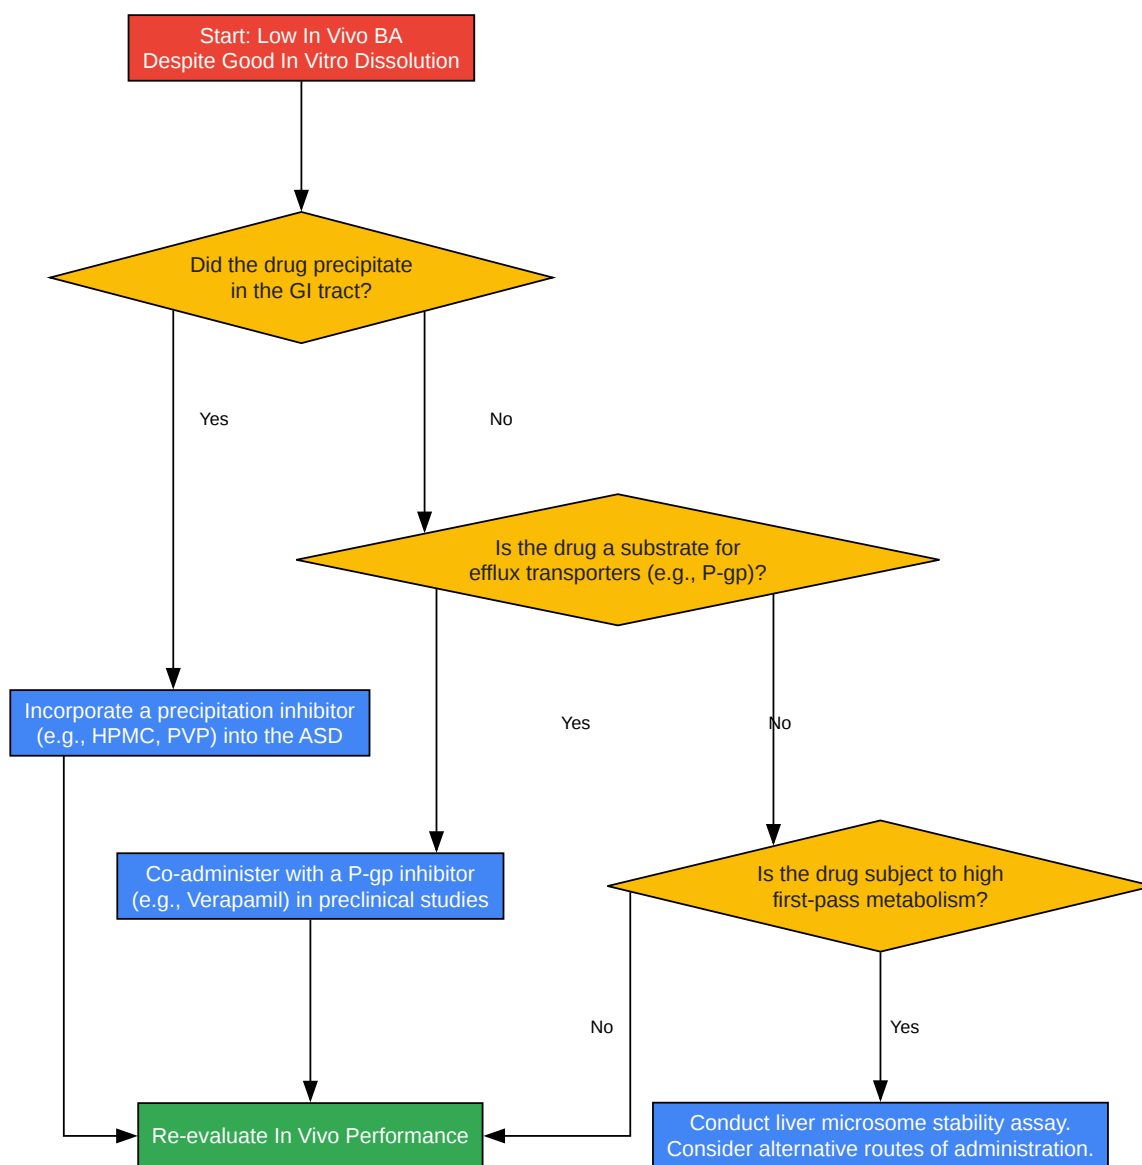 Start: Low In Vivo BA
Despite Good In Vitro Dissolution
Did the drug precipitate
in the GI tract?
Yes
No
Is the drug a substrate for
efflux transporters (e.g., P-gp)?
Incorporate a precipitation inhibitor
(e.g., HPMC, PVP) into the ASD
Yes
No
Co-administer with a P-gp inhibitor
(e.g., Verapamil) in preclinical studies
Is the drug subject to high
first-pass metabolism?
No
Yes
Re-evaluate In Vivo Performance
Conduct liver microsome stability assay.
Consider alternative routes of administration.